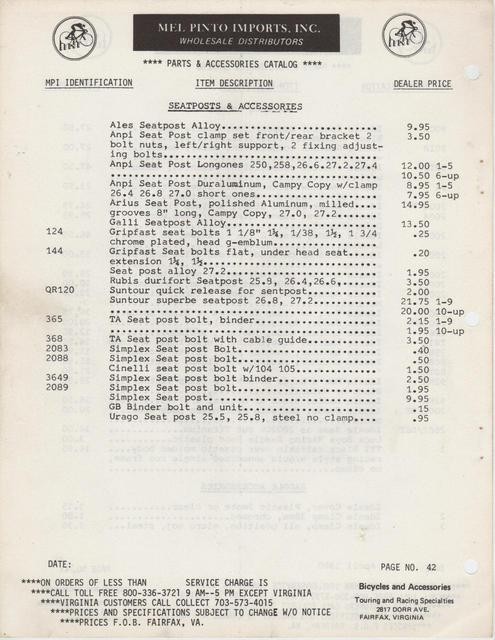 MEL PINTO IMPORTS, INC.
WHOLESALE DISTRIBUTORS
**** PARTS & ACCESSORIES CATALOG ****
MPI IDENTIFICATION ITEM DESCRIPTION DEALER PRICE
SEATPOSTS & ACCESSORIES
Ales Seatpost Alloy 9.95
Anpi Seat Post clamp set front/rear bracket 2 3.50
bolt nuts, left/right support, 2 fixing adjust-
ing bolts
Anpi Seat Post Longones 250,258,26.6.27.2.27.4 12.00 1-5
10.50 6-up
Anpi Seat Post Duraluminum, Campy Copy w/clamp 8.95 1-5
26.4 26.8 27.0 short ones 7.95 6-up
Arius Seat Post, polished Aluminum, milled 14.95
grooves 8" long, Campy Copy, 27.0, 27.2
Galli Seatpost Alloy 13.50
124 Gripfast seat bolts 1 1/8" 1¼, 1/38, 1½, 1 3/4 .25
chrome plated, head g-emblum
144 Gripfast Seat bolts flat, under head seat .20
extension 1¼, 1½
Seat post alloy 27.2 1.95
Rubis durifort Seatpost 25.8, 26.4,26.6, 3.50
QR120 Suntour quick release for sentpost 2.00
Suntour superbe seatpost 26.8, 27.2 21.75 1-9
20.00 10-up
365 TA Seat post bolt, binder 2.15 1-9
1.95 10-up
368 TA Seat post bolt with cable guide 3.50
2083 Simplex Seat post Bolt .40
2088 Simplex Seat post bolt .50
Cinelli seat post bolt w/104 105 1.50
3649 Simplex Seat post bolt binder 2.50
2089 Simplex Seat post bolt 1.95
Simplex Seat post. 9.95
GB Binder bolt and unit .15
Urago Seat post 25.5, 25.8, steel no clamp .95
DATE: PAGE NO. 42
****ON ORDERS OF LESS THAN SERVICE CHARGE IS
****CALL TOLL FREE 800-336-3721 9 AM--5 PM EXCEPT VIRGINIA
****VIRGINIA CUSTOMERS CALL COLLECT 703-573-4015
****PRICES AND SPECIFICATIONS SUBJECT TO CHANGE W/O NOTICE
****PRICES F.O.B. FAIRFAX, VA.
Bicycles and Accessories
Touring and Racing Specialties
2817 DORR AVE.
FAIRFAX, VIRGINIA